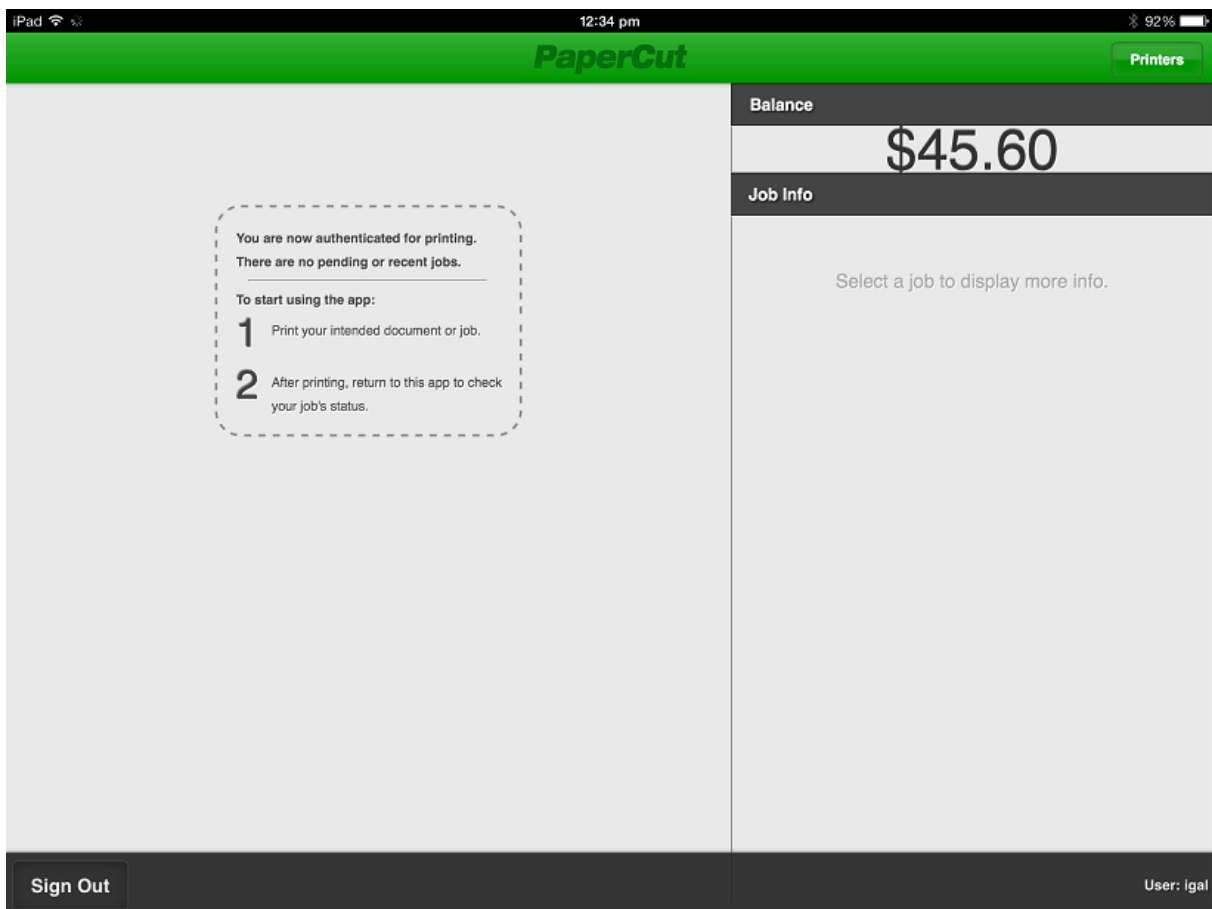 iPad 12:34 pm 92%
PaperCut Printers
Balance
$45.60
Job Info
Select a job to display more info.
You are now authenticated for printing.
There are no pending or recent jobs.
To start using the app:
1 Print your intended document or job.
2 After printing, return to this app to check
your job's status.
Sign Out User: igal